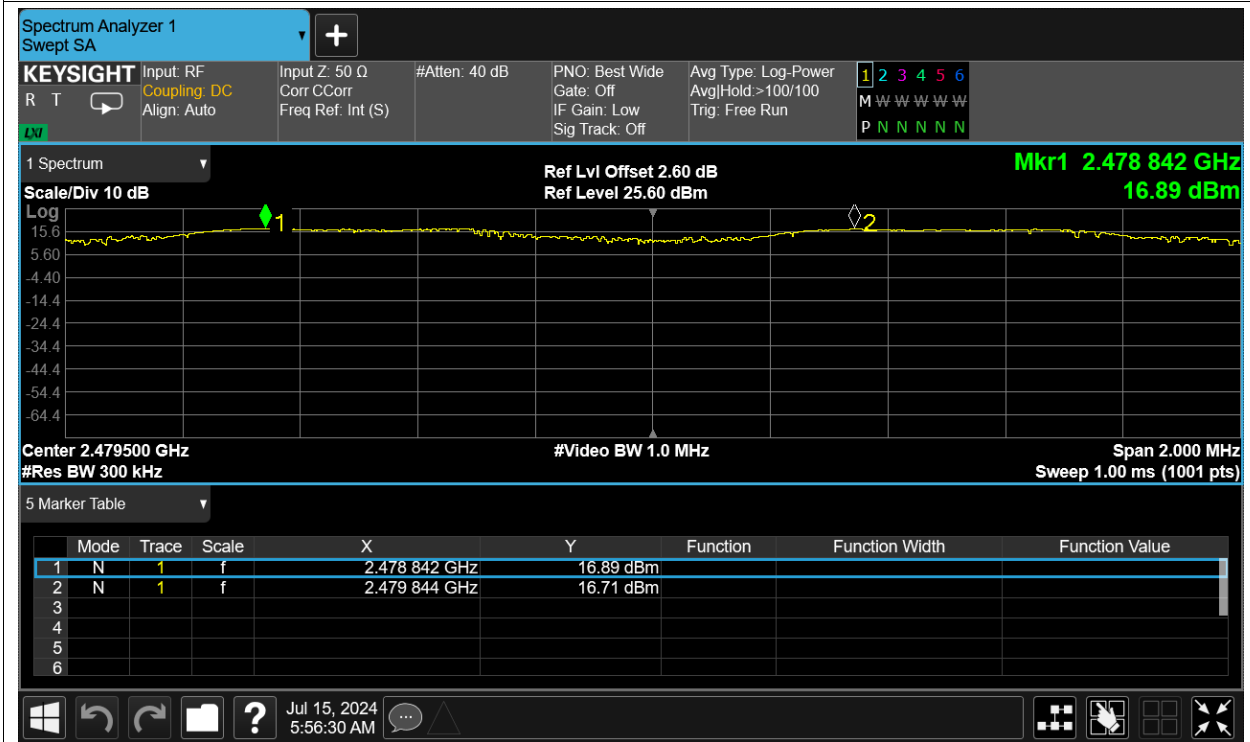 Spectrum Analyzer 1
Swept SA
+
KEYSIGHT
R T
LXI
Input: RF
Coupling: DC
Align: Auto
Input Z: 50 Ω
Corr CCorr
Freq Ref: Int (S)
#Atten: 40 dB
PNO: Best Wide
Gate: Off
IF Gain: Low
Sig Track: Off
Avg Type: Log-Power
Avg|Hold:>100/100
Trig: Free Run
1 2 3 4 5 6
M W W W W W
P N N N N N
1 Spectrum
Scale/Div 10 dB
Ref Lvl Offset 2.60 dB
Ref Level 25.60 dBm
Mkr1 2.478 842 GHz
16.89 dBm
Log
15.6
5.60
-4.40
-14.4
-24.4
-34.4
-44.4
-54.4
-64.4
1
2
Center 2.479500 GHz
#Res BW 300 kHz
#Video BW 1.0 MHz
Span 2.000 MHz
Sweep 1.00 ms (1001 pts)
5 Marker Table
Mode Trace Scale X Y Function Function Width Function Value
1 N 1 f 2.478 842 GHz 16.89 dBm
2 N 1 f 2.479 844 GHz 16.71 dBm
3
4
5
6
?
Jul 15, 2024
5:56:30 AM